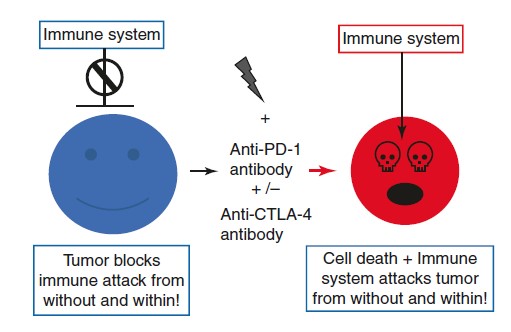 Immune system
Immune system
+
Anti-PD-1
antibody
+ /–
Anti-CTLA-4
antibody
Tumor blocks
immune attack from
without and within!
Cell death + Immune
system attacks tumor
from without and within!